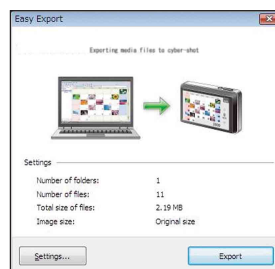 Easy Export
Exporting media files to cyber-shot
Settings
Number of folders: 1
Number of files: 11
Total size of files: 2.19 MB
Image size: Original size
Settings... Export